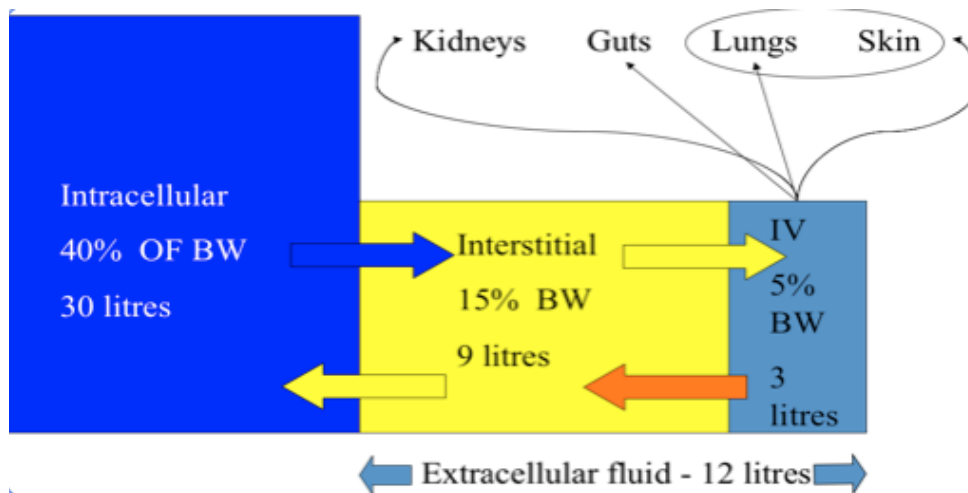 Kidneys Guts Lungs Skin
Intracellular
40% OF BW
30 litres
Interstitial
15% BW
9 litres
IV
5%
BW
3
litres
Extracellular fluid - 12 litres